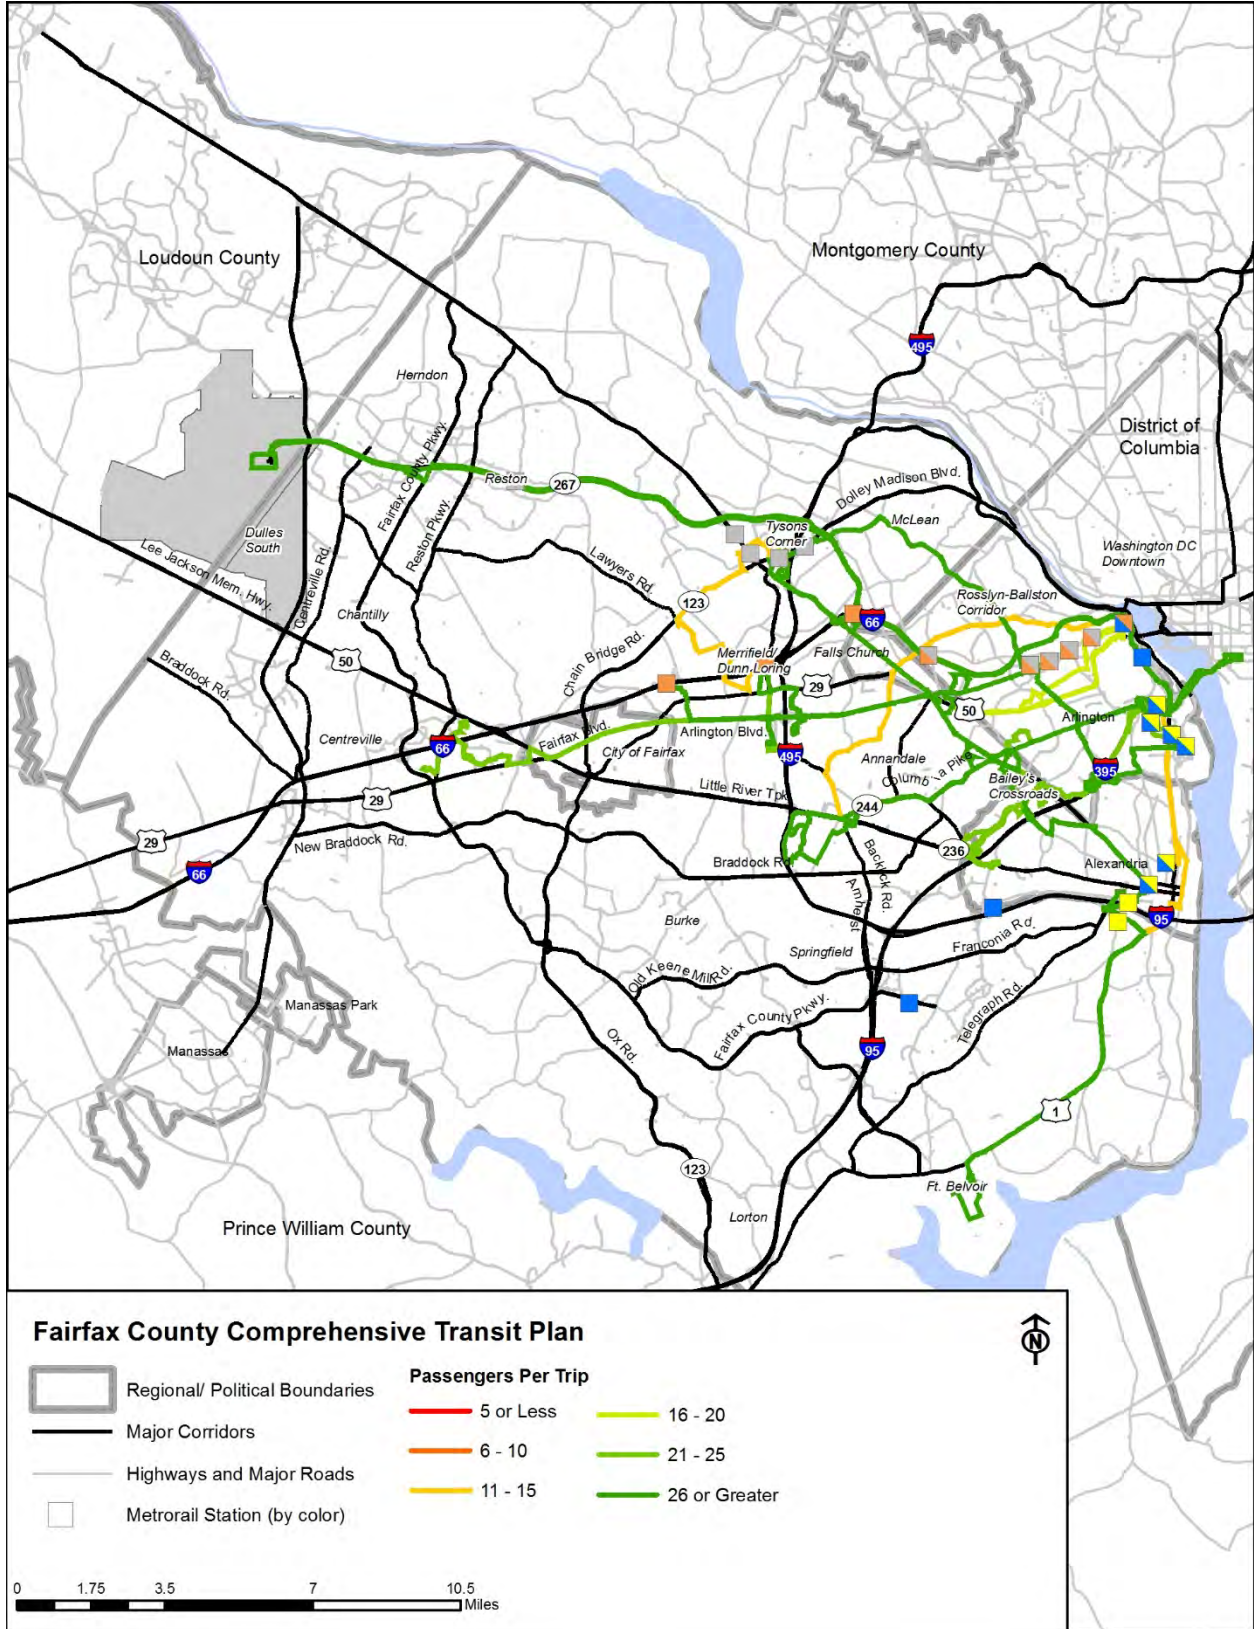 Loudoun County
Montgomery County
495
Herndon
District of
Columbia
Fairfax County Pkwy.
Reston
267
Dolley Madison Blvd.
McLean
Tysons
Corner
Dulles
South
Reston Pkwy.
Washington DC
Downtown
Lee Jackson Mem. Hwy.
Centreville Rd.
Lawyers Rd.
Rosslyn-Ballston
Corridor
123
Chantilly
66
Chain Bridge Rd.
Merrifield/
Dunn Loring
Falls Church
50
Braddock Rd.
29
50
Arlington
Centreville
66
Fairfax Blvd.
Arlington Blvd.
City of Fairfax
495
Annandale
Columbia Pike
395
Bailey's
Crossroads
Little River Tpk.
29
244
29
New Braddock Rd.
236
66
Braddock Rd.
Backlick Rd.
Alexandria
Amherst
Burke
95
Springfield
Franconia Rd.
Old Keene Mill Rd.
Manassas Park
Fairfax County Pkwy.
Telegraph Rd.
Ox Rd.
Manassas
95
1
123
Ft. Belvoir
Lorton
Prince William County
Fairfax County Comprehensive Transit Plan
N
Regional/ Political Boundaries
Major Corridors
Highways and Major Roads
Metrorail Station (by color)
Passengers Per Trip
5 or Less
6 - 10
11 - 15
16 - 20
21 - 25
26 or Greater
0 1.75 3.5 7 10.5
Miles